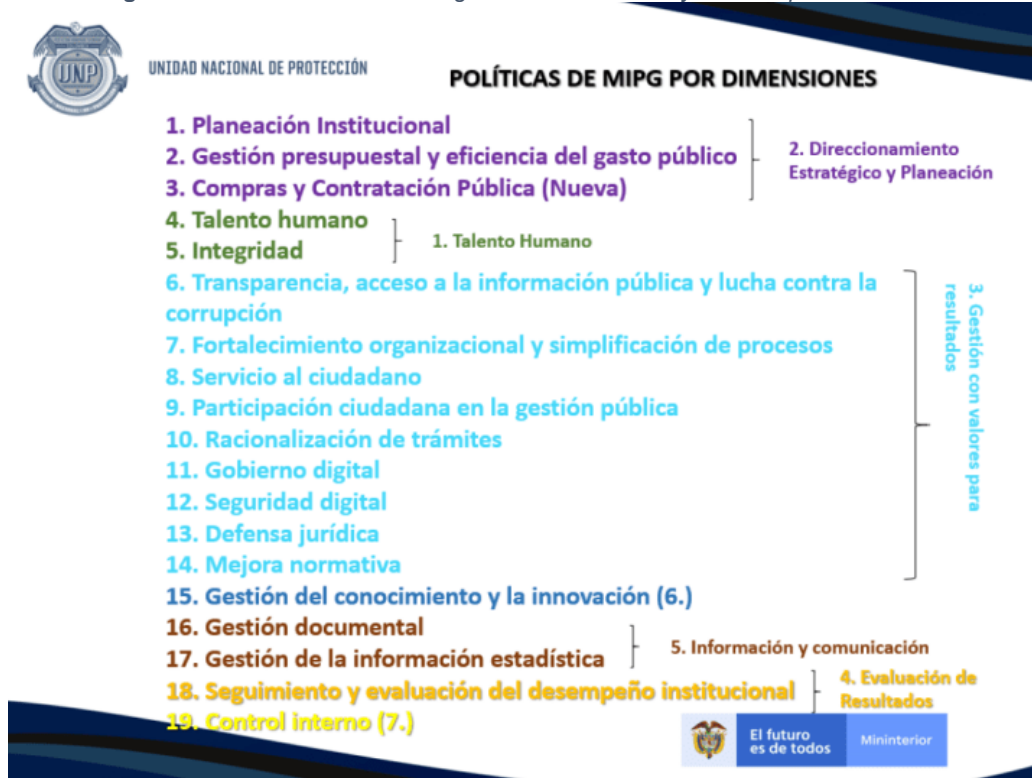 UNP
UNIDAD NACIONAL DE PROTECCIÓN
POLÍTICAS DE MIPG POR DIMENSIONES
1. Planeación Institucional
2. Gestión presupuestal y eficiencia del gasto público
3. Compras y Contratación Pública (Nueva)
2. Direccionamiento
Estratégico y Planeación
4. Talento humano
5. Integridad
1. Talento Humano
6. Transparencia, acceso a la información pública y lucha contra la
corrupción
7. Fortalecimiento organizacional y simplificación de procesos
8. Servicio al ciudadano
9. Participación ciudadana en la gestión pública
10. Racionalización de trámites
11. Gobierno digital
12. Seguridad digital
13. Defensa jurídica
14. Mejora normativa
3. Gestión con valores para
resultados
15. Gestión del conocimiento y la innovación (6.)
16. Gestión documental
17. Gestión de la información estadística
5. Información y comunicación
18. Seguimiento y evaluación del desempeño institucional
4. Evaluación de
Resultados
19. Control interno (7.)
El futuro
es de todos
Mininterior